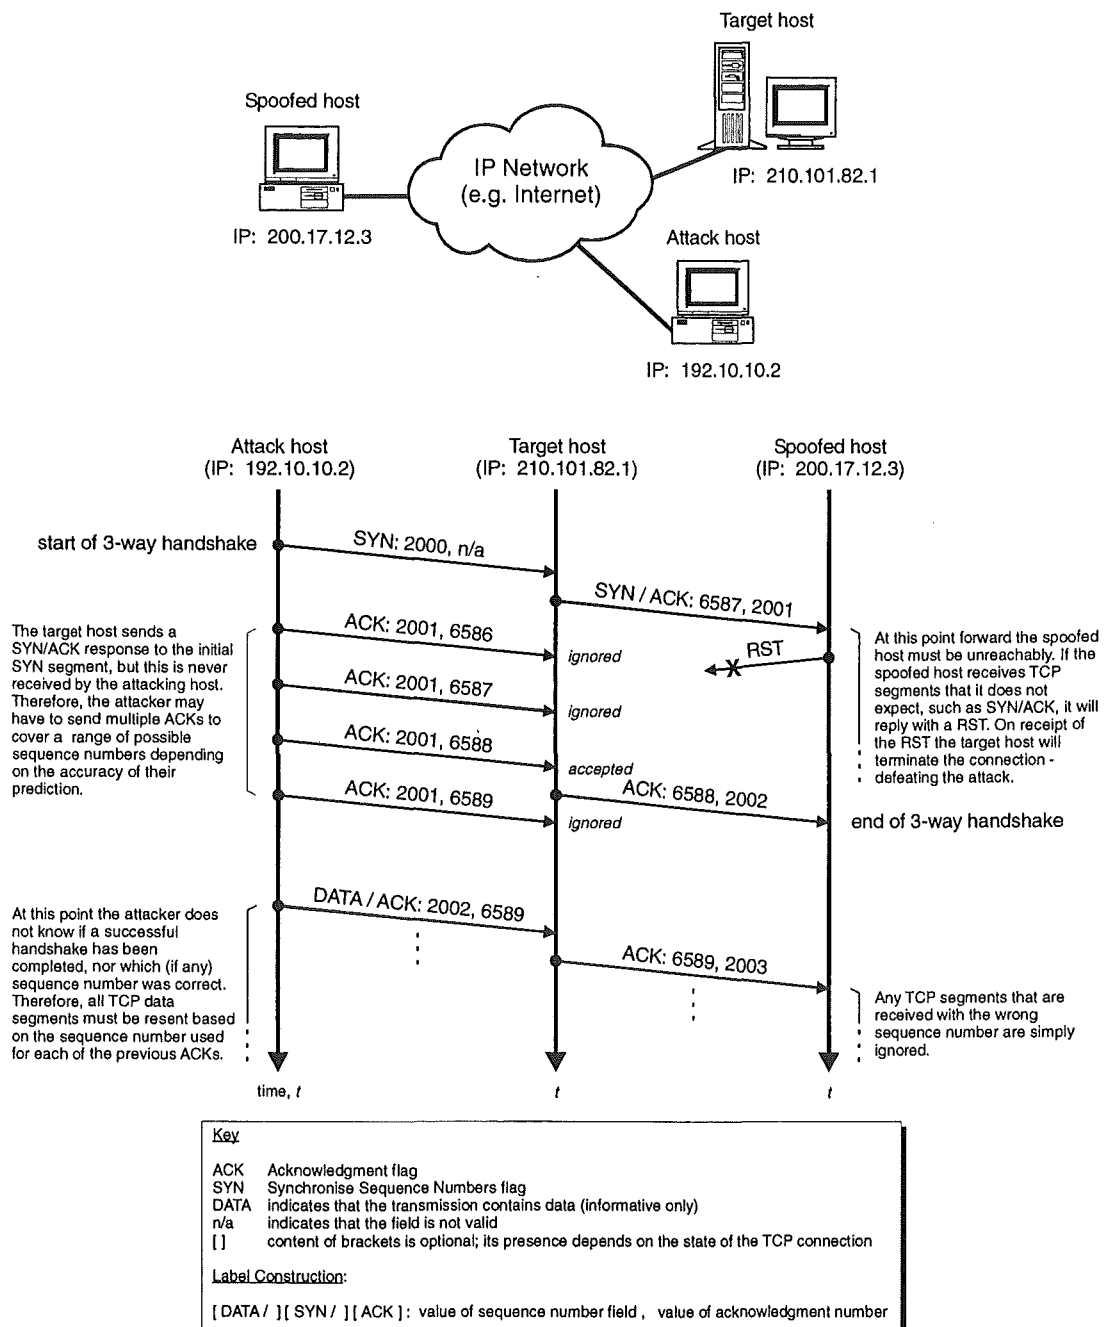 Target host
Spoofed host
IP Network
(e.g. Internet)
IP: 210.101.82.1
IP: 200.17.12.3
Attack host
IP: 192.10.10.2
Attack host
(IP: 192.10.10.2)
Target host
(IP: 210.101.82.1)
Spoofed host
(IP: 200.17.12.3)
start of 3-way handshake
SYN: 2000, n/a
SYN / ACK: 6587, 2001
The target host sends a
SYN/ACK response to the initial
SYN segment, but this is never
received by the attacking host.
Therefore, the attacker may
have to send multiple ACKs to
cover a range of possible
sequence numbers depending
on the accuracy of their
prediction.
ACK: 2001, 6586
ignored
RST
X
At this point forward the spoofed
host must be unreachably. If the
spoofed host receives TCP
segments that it does not
expect, such as SYN/ACK, it will
reply with a RST. On receipt of
the RST the target host will
terminate the connection -
defeating the attack.
ACK: 2001, 6587
ignored
ACK: 2001, 6588
accepted
ACK: 2001, 6589
ignored
ACK: 6588, 2002
end of 3-way handshake
DATA / ACK: 2002, 6589
At this point the attacker does
not know if a successful
handshake has been
completed, nor which (if any)
sequence number was correct.
Therefore, all TCP data
segments must be resent based
on the sequence number used
for each of the previous ACKs.
ACK: 6589, 2003
Any TCP segments that are
received with the wrong
sequence number are simply
ignored.
time, t
t
t
Key
ACK Acknowledgment flag
SYN Synchronise Sequence Numbers flag
DATA indicates that the transmission contains data (informative only)
n/a indicates that the field is not valid
[ ] content of brackets is optional; its presence depends on the state of the TCP connection
Label Construction:
[ DATA / ][ SYN / ][ ACK ] : value of sequence number field , value of acknowledgment number